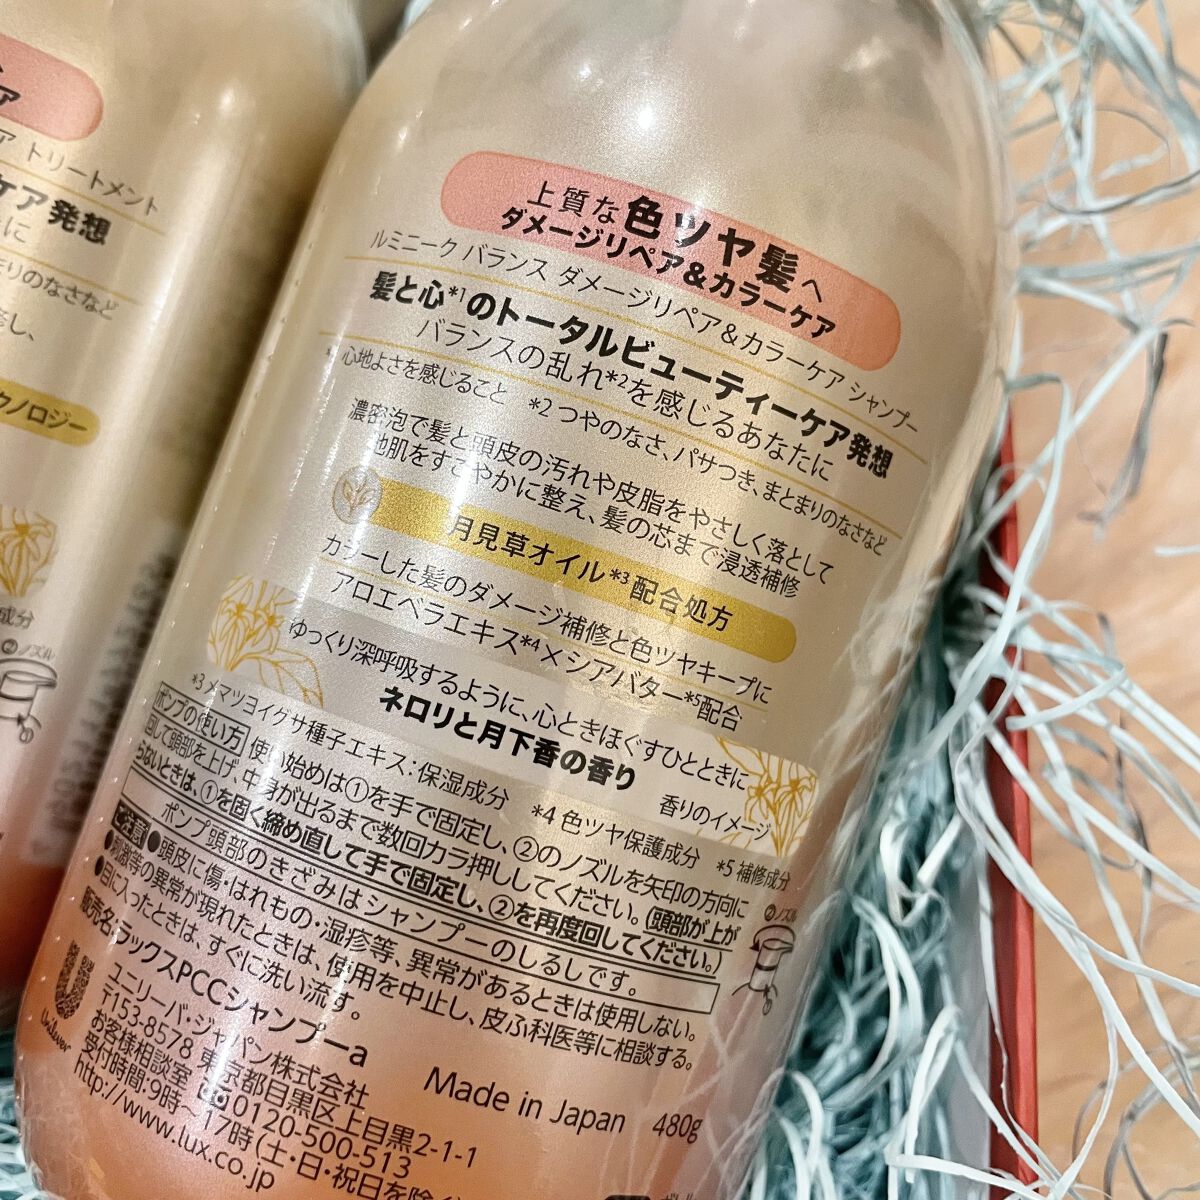 ア
ア トリートメント
ケア発想
に
まりのなさなど
クノロジー
成分
②ノズル
上質な色ツヤ髪へ
ダメージリペア&カラーケア
ルミニーク バランス ダメージリペア&カラーケア シャンプー
髪と心*1のトータルビューティーケア発想
バランスの乱れ*2を感じるあなたに
*1 心地よさを感じること *2 つやのなさ、パサつき、まとまりのなさなど
濃密泡で髪と頭皮の汚れや皮脂をやさしく落として
地肌をすこやかに整え、髪の芯まで浸透補修
月見草オイル*3配合処方
カラーした髪のダメージ補修と色ツヤキープに
アロエベラエキス*4×シアバター*5配合
ゆっくり深呼吸するように、心ときほぐすひとときに
ネロリと月下香の香り
香りのイメージ
*3 メマツヨイグサ種子エキス:保湿成分 *4 色ツヤ保護成分 *5 補修成分
ポンプの使い方 使い始めは①を手で固定し、②のノズルを矢印の方向に
回して頭部を上げ、中身が出るまで数回カラ押ししてください。(頭部が上が
らないときは、①を固く締め直して手で固定し、②を再度回してください。)
②ノズル
ポンプ頭部のきざみはシャンプーのしるしです。
ご注意 ●頭皮に傷・はれもの・湿疹等、異常があるときは使用しない。
●刺激等の異常が現れたときは、使用を中止し、皮ふ科医等に相談する。
●目に入ったときは、すぐに洗い流す。
販売名:ラックスPCCシャンプーa
Unilever
ユニリーバ・ジャパン株式会社
〒153-8578 東京都目黒区上目黒2-1-1
お客様相談室 0120-500-513
受付時間:9時～17時(土・日・祝日を除く)
http://www.lux.co.jp
Made in Japan 480g